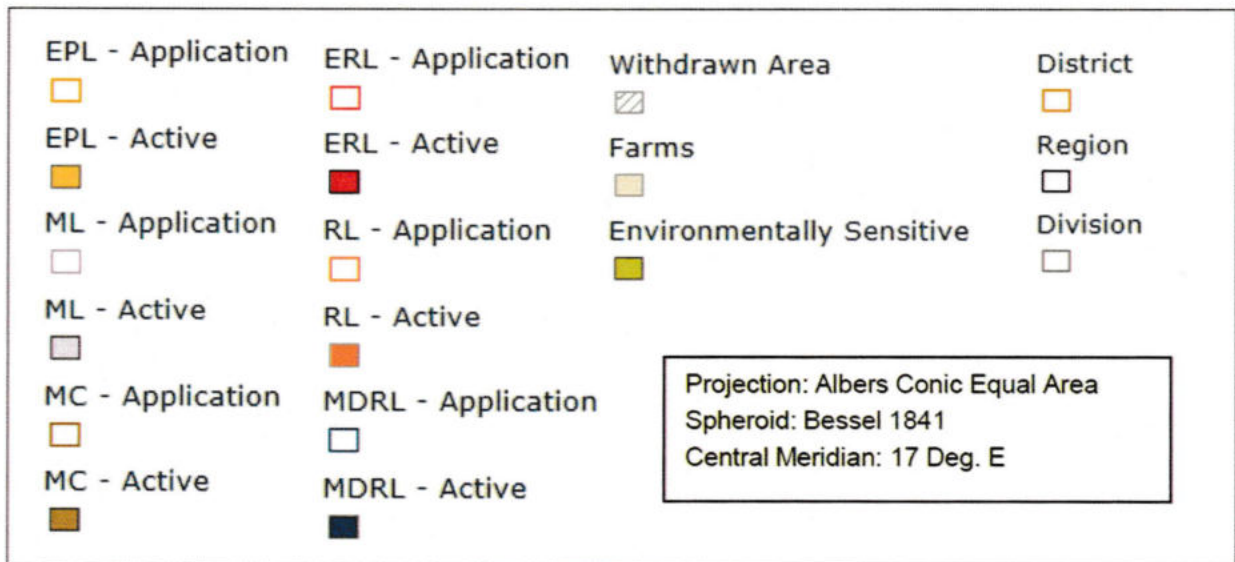 EPL - Application
EPL - Active
ML - Application
ML - Active
MC - Application
MC - Active
ERL - Application
ERL - Active
RL - Application
RL - Active
MDRL - Application
MDRL - Active
Withdrawn Area
Farms
Environmentally Sensitive
District
Region
Division
Projection: Albers Conic Equal Area
Spheroid: Bessel 1841
Central Meridian: 17 Deg. E